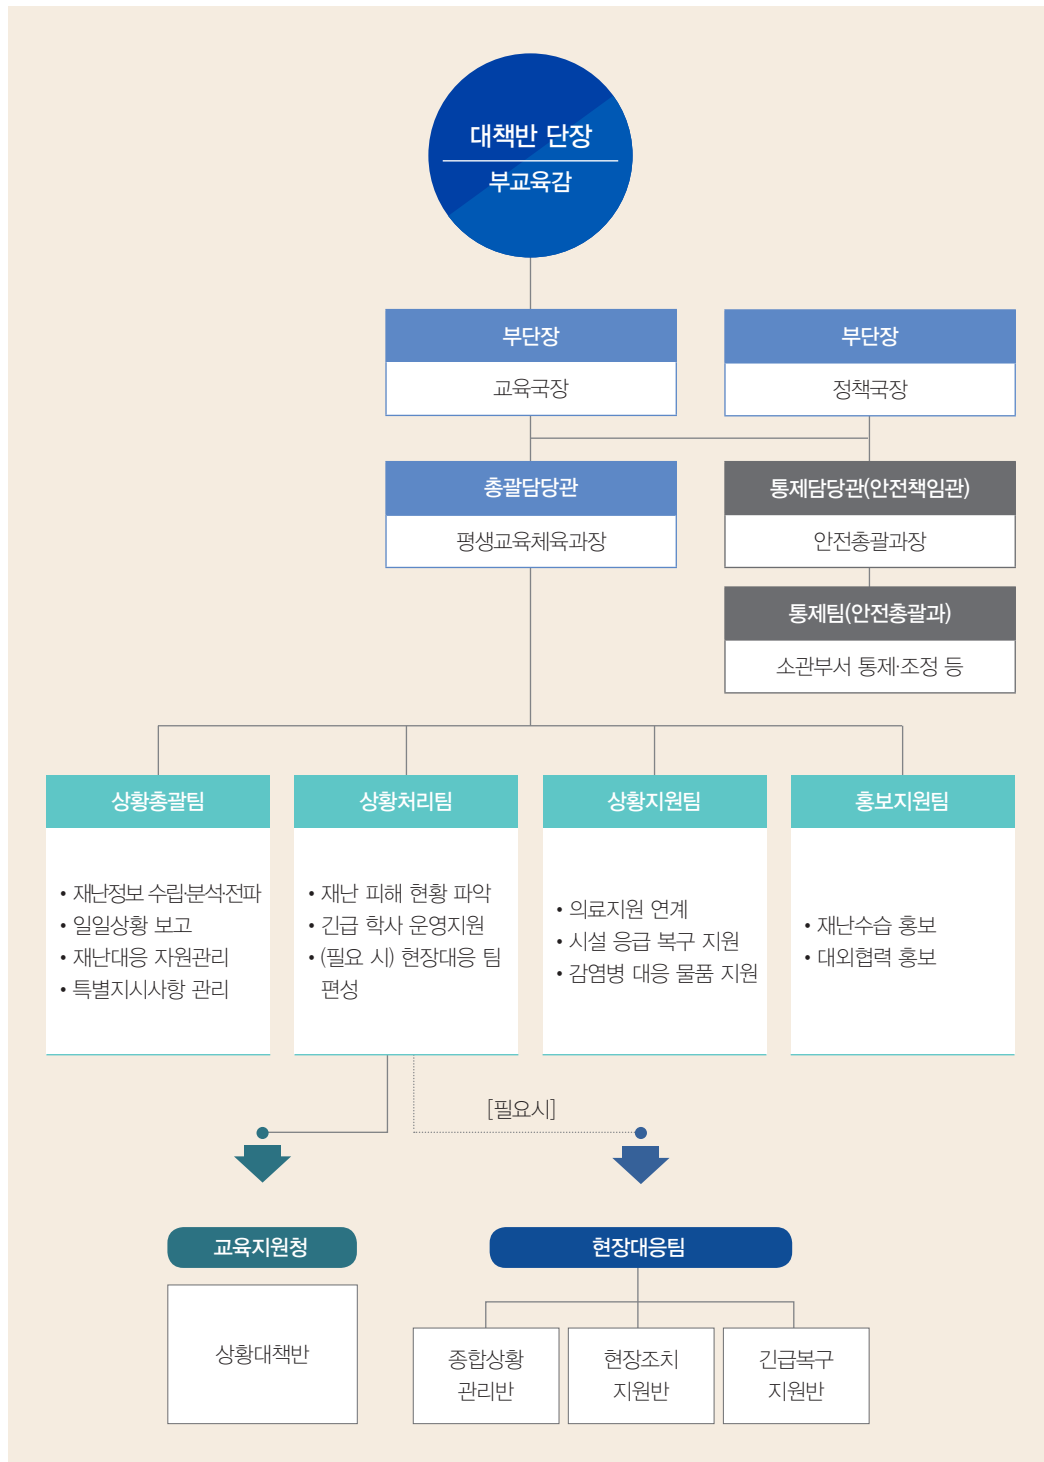 대책반 단장
부교육감
부단장
교육국장
부단장
정책국장
총괄담당관
평생교육체육과장
통제담당관(안전책임관)
안전총괄과장
통제팀(안전총괄과)
소관부서 통제·조정 등
상황총괄팀
• 재난정보 수립·분석·전파
• 일일상황 보고
• 재난대응 자원관리
• 특별지시사항 관리
상황처리팀
• 재난 피해 현황 파악
• 긴급 학사 운영지원
• (필요 시) 현장대응 팀
편성
상황지원팀
• 의료지원 연계
• 시설 응급 복구 지원
• 감염병 대응 물품 지원
홍보지원팀
• 재난수습 홍보
• 대외협력 홍보
[필요시]
교육지원청
상황대책반
현장대응팀
종합상황
관리반
현장조치
지원반
긴급복구
지원반